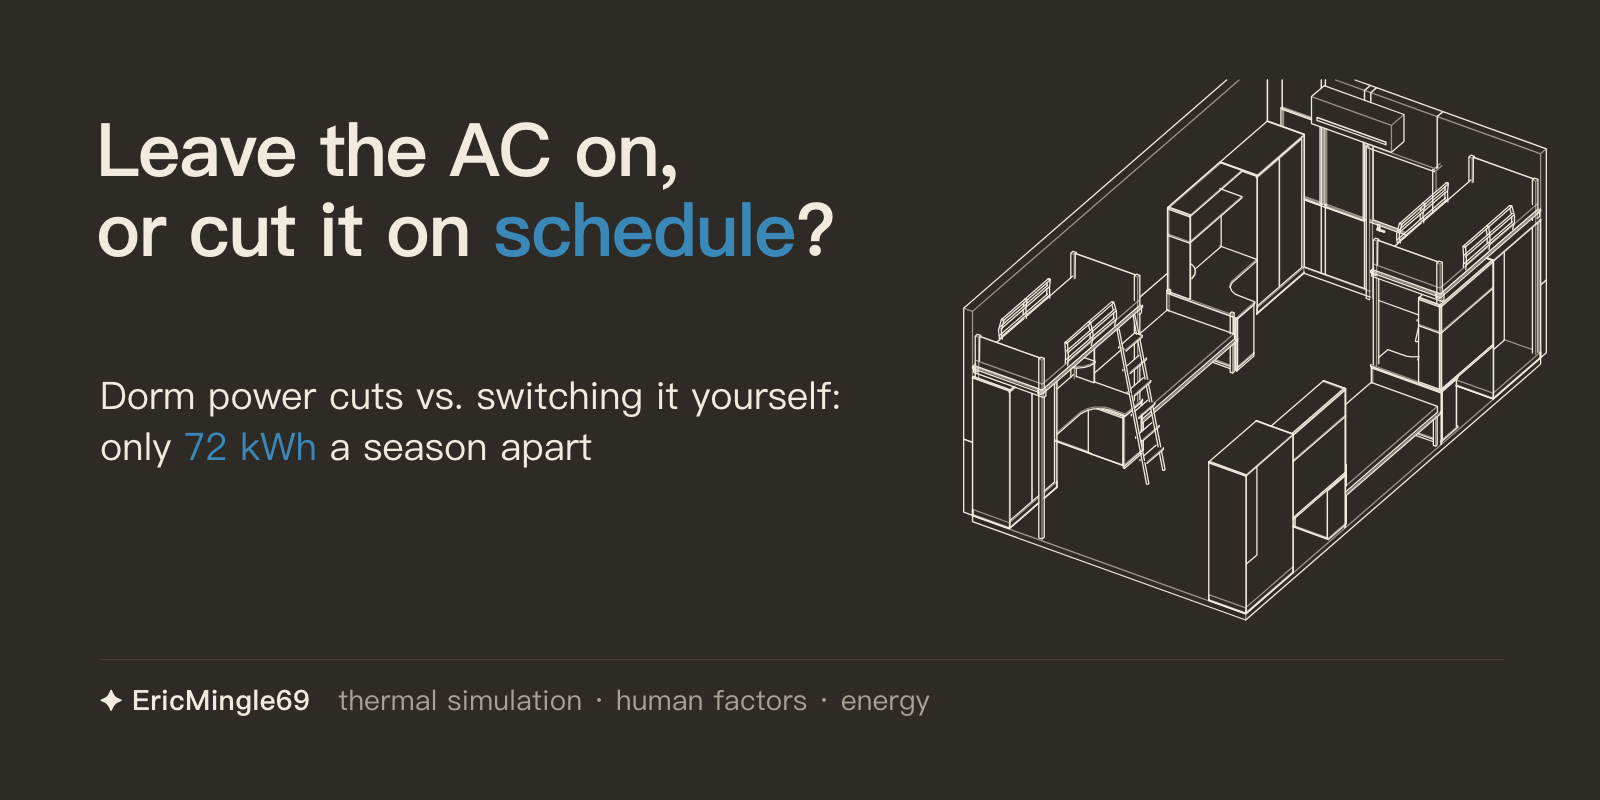 Leave the AC on,
or cut it on schedule?
Dorm power cuts vs. switching it yourself:
only 72 kWh a season apart
EricMingle69 thermal simulation · human factors · energy